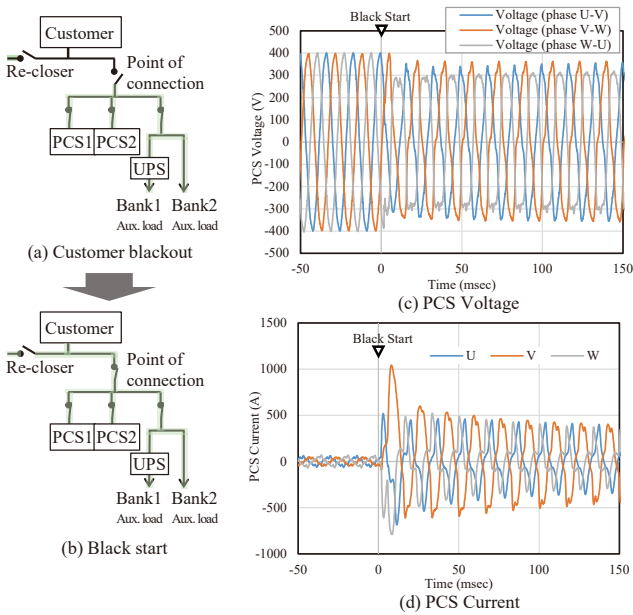 Customer
Re-closer
Point of
connection
PCS1
PCS2
UPS
Bank1
Bank2
Aux. load
Aux. load
(a) Customer blackout
Customer
Re-closer
Point of
connection
PCS1
PCS2
UPS
Bank1
Bank2
Aux. load
Aux. load
(b) Black start
Black Start
Voltage (phase U-V)
Voltage (phase V-W)
Voltage (phase W-U)
PCS Voltage (V)
500
400
300
200
100
0
-100
-200
-300
-400
-500
-50
0
50
100
150
Time (msec)
(c) PCS Voltage
Black Start
U
V
W
PCS Current (A)
1500
1000
500
0
-500
-1000
-50
0
50
100
150
Time (msec)
(d) PCS Current